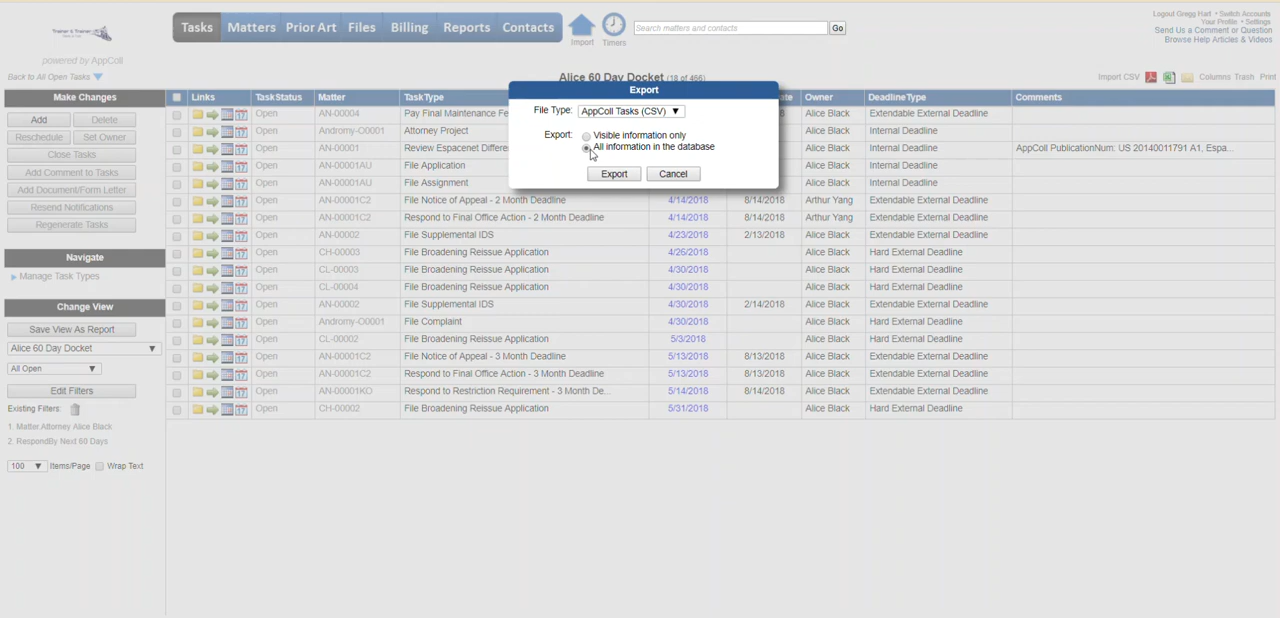 Tasks Matters Prior Art Files Billing Reports Contacts
Import Timers
Search matters and contacts Go
Logout Gregg Hart • Switch Accounts
Your Profile • Settings
Send Us a Comment or Question
Browse Help Articles & Videos
Trainer & Trainer
powered by AppColl
Back to All Open Tasks
Alice 60 Day Docket (18 of 466)
Import CSV Columns Trash Print
Make Changes
Add Delete
Reschedule Set Owner
Close Tasks
Add Comment to Tasks
Add Document/Form Letter
Resend Notifications
Regenerate Tasks
Navigate
Manage Task Types
Change View
Save View As Report
Alice 60 Day Docket
All Open
Edit Filters
Existing Filters:
1. Matter.Attorney Alice Black
2. RespondBy Next 60 Days
100 Items/Page Wrap Text
Export
File Type: AppColl Tasks (CSV)
Export: Visible information only
All information in the database
Export Cancel
Links TaskStatus Matter TaskType Owner DeadlineType Comments
Open AN-00004 Pay Final Maintenance Fe Alice Black Extendable External Deadline
Open Andromy-O0001 Attorney Project Alice Black Internal Deadline
Open AN-00001 Review Espacenet Differe Alice Black Internal Deadline AppColl PublicationNum: US 20140011791 A1, Espa...
Open AN-00001AU File Application Alice Black Internal Deadline
Open AN-00001AU File Assignment Alice Black Internal Deadline
Open AN-00001C2 File Notice of Appeal - 2 Month Deadline 4/14/2018 8/14/2018 Arthur Yang Extendable External Deadline
Open AN-00001C2 Respond to Final Office Action - 2 Month Deadline 4/14/2018 8/14/2018 Arthur Yang Extendable External Deadline
Open AN-00002 File Supplemental IDS 4/23/2018 2/13/2018 Alice Black Extendable External Deadline
Open CH-00003 File Broadening Reissue Application 4/26/2018 Alice Black Hard External Deadline
Open CL-00003 File Broadening Reissue Application 4/30/2018 Alice Black Hard External Deadline
Open CL-00004 File Broadening Reissue Application 4/30/2018 Alice Black Hard External Deadline
Open AN-00002 File Supplemental IDS 4/30/2018 2/14/2018 Alice Black Extendable External Deadline
Open Andromy-O0001 File Complaint 4/30/2018 Alice Black Hard External Deadline
Open CL-00002 File Broadening Reissue Application 5/3/2018 Alice Black Hard External Deadline
Open AN-00001C2 File Notice of Appeal - 3 Month Deadline 5/13/2018 8/13/2018 Alice Black Extendable External Deadline
Open AN-00001C2 Respond to Final Office Action - 3 Month Deadline 5/13/2018 8/13/2018 Alice Black Extendable External Deadline
Open AN-00001KO Respond to Restriction Requirement - 3 Month De... 5/14/2018 8/14/2018 Alice Black Extendable External Deadline
Open CH-00002 File Broadening Reissue Application 5/31/2018 Alice Black Hard External Deadline